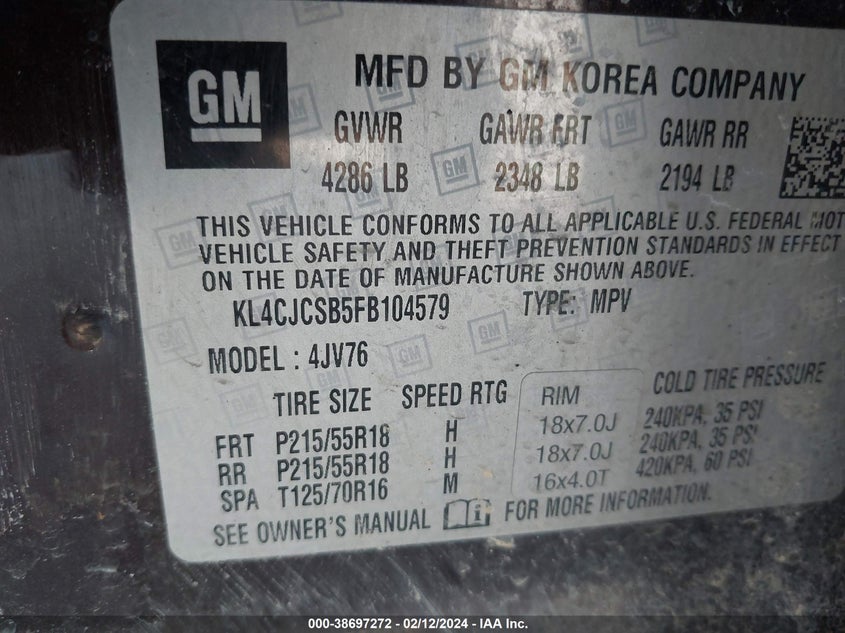 GM
MFD BY GM KOREA COMPANY
GVWR GAWR FRT GAWR RR
4286 LB 2348 LB 2194 LB
THIS VEHICLE CONFORMS TO ALL APPLICABLE U.S. FEDERAL MOT
VEHICLE SAFETY AND THEFT PREVENTION STANDARDS IN EFFECT
ON THE DATE OF MANUFACTURE SHOWN ABOVE.
KL4CJCSB5FB104579 TYPE: MPV
MODEL : 4JV76
TIRE SIZE SPEED RTG RIM COLD TIRE PRESSURE
FRT P215/55R18 H 18x7.0J 240KPA, 35 PSI
RR P215/55R18 H 18x7.0J 240KPA, 35 PSI
SPA T125/70R16 M 16x4.0T 420KPA, 60 PSI
SEE OWNER'S MANUAL FOR MORE INFORMATION.
000-38697272 - 02/12/2024 - IAA Inc.